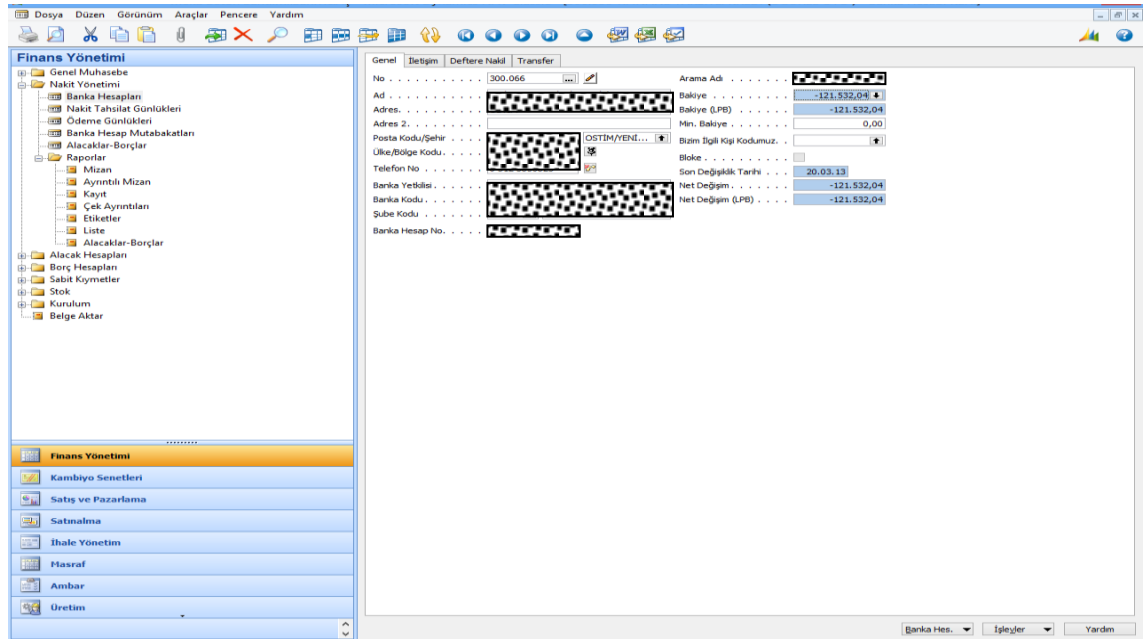 Dosya Düzen Görünüm Araçlar Pencere Yardım
Finans Yönetimi
Genel Muhasebe
Nakit Yönetimi
Banka Hesapları
Nakit Tahsilat Günlükleri
Ödeme Günlükleri
Banka Hesap Mutabakatları
Alacaklar-Borçlar
Raporlar
Mizan
Ayrıntılı Mizan
Kayıt
Çek Ayrıntıları
Etiketler
Liste
Alacaklar-Borçlar
Alacak Hesapları
Borç Hesapları
Sabit Kıymetler
Stok
Kurulum
Belge Aktar
Finans Yönetimi
Kambiyo Senetleri
Satış ve Pazarlama
Satınalma
İhale Yönetim
Masraf
Ambar
Üretim
Genel İletişim Deftere Nakil Transfer
No . . . . . . . . . . . 300.066 ...
Ad . . . . . . . . . . .
Adres. . . . . . . . . .
Adres 2. . . . . . . . .
Posta Kodu/Şehir . . . . OSTİM/YENİ...
Ülke/Bölge Kodu. . . . .
Telefon No . . . . . . .
Banka Yetkilisi . . . . .
Banka Kodu . . . . . . .
Şube Kodu . . . . . . .
Banka Hesap No. . . . .
Arama Adı . . . . . . .
Bakiye . . . . . . . . . -121.532,04
Bakiye (LPB) . . . . . . -121.532,04
Min. Bakiye . . . . . . . 0,00
Bizim İlgili Kişi Kodumuz. .
Bloke . . . . . . . . . .
Son Değişiklik Tarihi . . . 20.03.13
Net Değişim . . . . . . . -121.532,04
Net Değişim (LPB) . . . . -121.532,04
Banka Hes. İşleyler Yardım